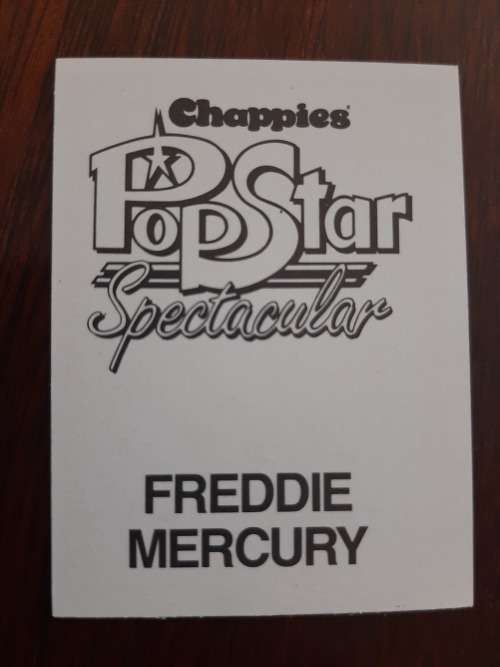 Chappies
PopStar
Spectacular
FREDDIE
MERCURY